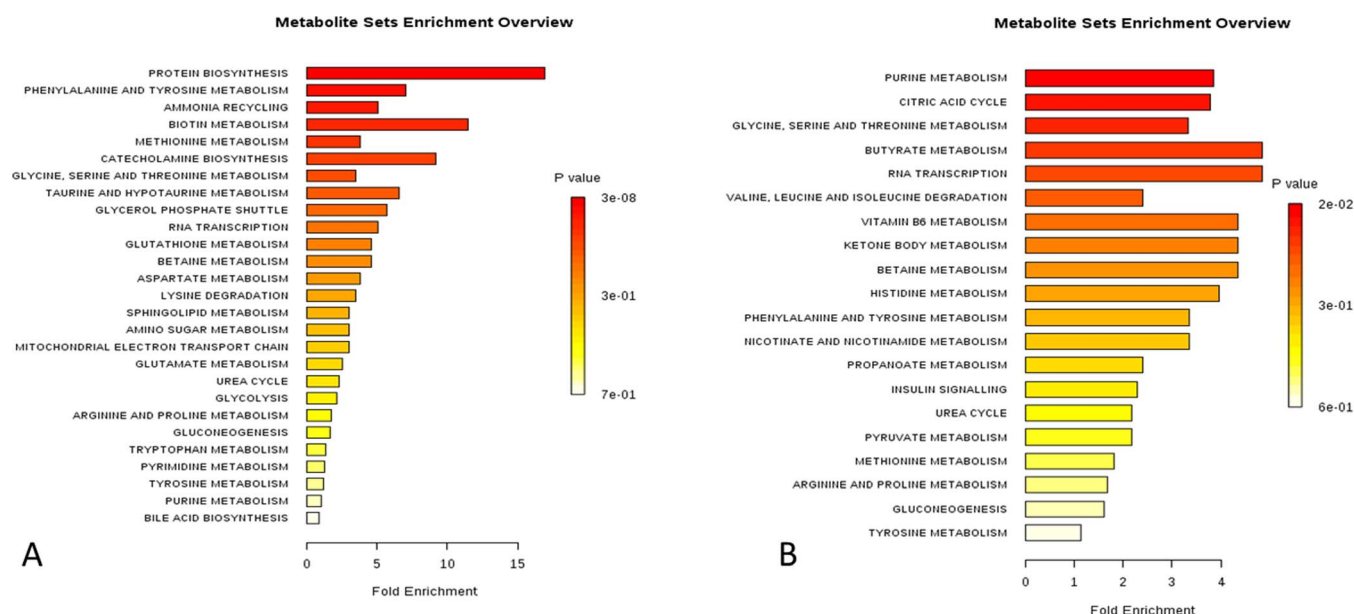 Metabolite Sets Enrichment Overview
PROTEIN BIOSYNTHESIS
PHENYLALANINE AND TYROSINE METABOLISM
AMMONIA RECYCLING
BIOTIN METABOLISM
METHIONINE METABOLISM
CATECHOLAMINE BIOSYNTHESIS
GLYCINE, SERINE AND THREONINE METABOLISM
TAURINE AND HYPOTAURINE METABOLISM
GLYCEROL PHOSPHATE SHUTTLE
RNA TRANSCRIPTION
GLUTATHIONE METABOLISM
BETAINE METABOLISM
ASPARTATE METABOLISM
LYSINE DEGRADATION
SPHINGOLIPID METABOLISM
AMINO SUGAR METABOLISM
MITOCHONDRIAL ELECTRON TRANSPORT CHAIN
GLUTAMATE METABOLISM
UREA CYCLE
GLYCOLYSIS
ARGININE AND PROLINE METABOLISM
GLUCONEOGENESIS
TRYPTOPHAN METABOLISM
PYRIMIDINE METABOLISM
TYROSINE METABOLISM
PURINE METABOLISM
BILE ACID BIOSYNTHESIS
P value
3e-08
3e-01
7e-01
0 5 10 15
Fold Enrichment
A
Metabolite Sets Enrichment Overview
PURINE METABOLISM
CITRIC ACID CYCLE
GLYCINE, SERINE AND THREONINE METABOLISM
BUTYRATE METABOLISM
RNA TRANSCRIPTION
VALINE, LEUCINE AND ISOLEUCINE DEGRADATION
VITAMIN B6 METABOLISM
KETONE BODY METABOLISM
BETAINE METABOLISM
HISTIDINE METABOLISM
PHENYLALANINE AND TYROSINE METABOLISM
NICOTINATE AND NICOTINAMIDE METABOLISM
PROPANOATE METABOLISM
INSULIN SIGNALLING
UREA CYCLE
PYRUVATE METABOLISM
METHIONINE METABOLISM
ARGININE AND PROLINE METABOLISM
GLUCONEOGENESIS
TYROSINE METABOLISM
P value
2e-02
3e-01
6e-01
0 1 2 3 4
Fold Enrichment
B